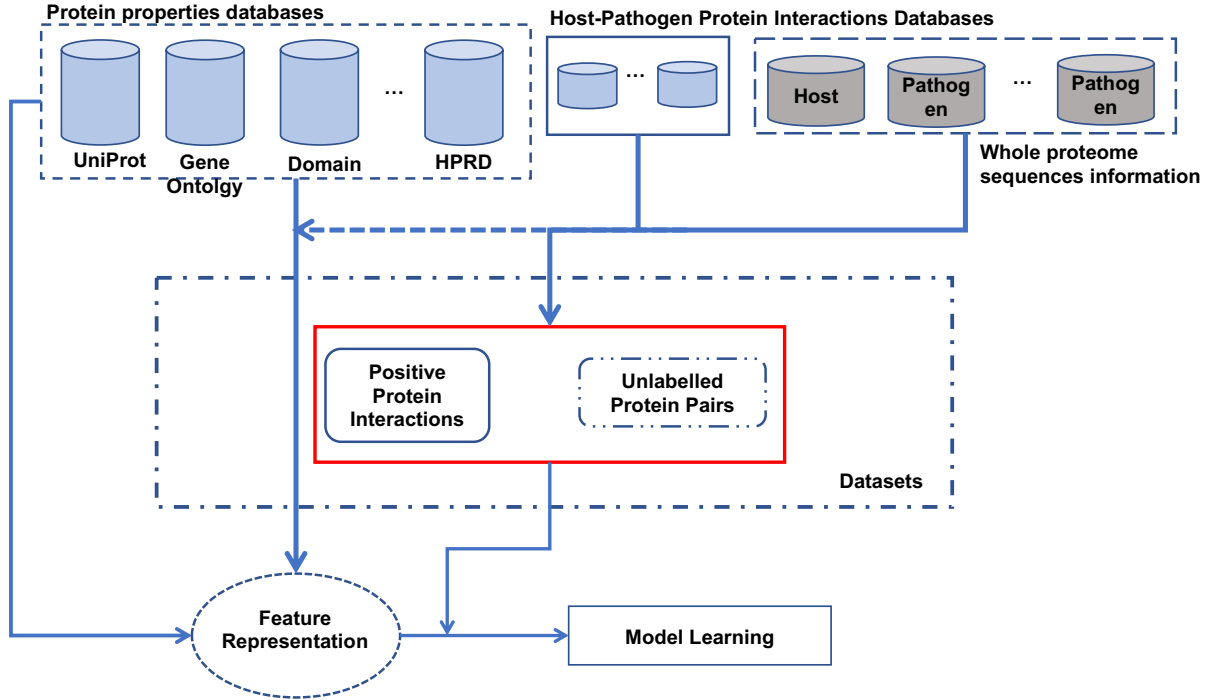 Protein properties databases
Host-Pathogen Protein Interactions Databases
UniProt
Gene
Ontolgy
Domain
...
HPRD
...
Host
Pathog
en
...
Pathog
en
Whole proteome
sequences information
Positive
Protein
Interactions
Unlabelled
Protein Pairs
Datasets
Feature
Representation
Model Learning